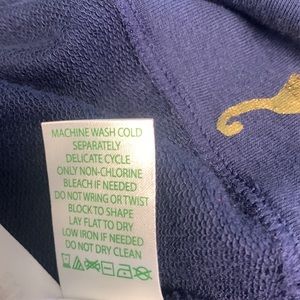 MACHINE WASH COLD
SEPARATELY
DELICATE CYCLE
ONLY NON-CHLORINE
BLEACH IF NEEDED
DO NOT WRING OR TWIST
BLOCK TO SHAPE
LAY FLAT TO DRY
LOW IRON IF NEEDED
DO NOT DRY CLEAN